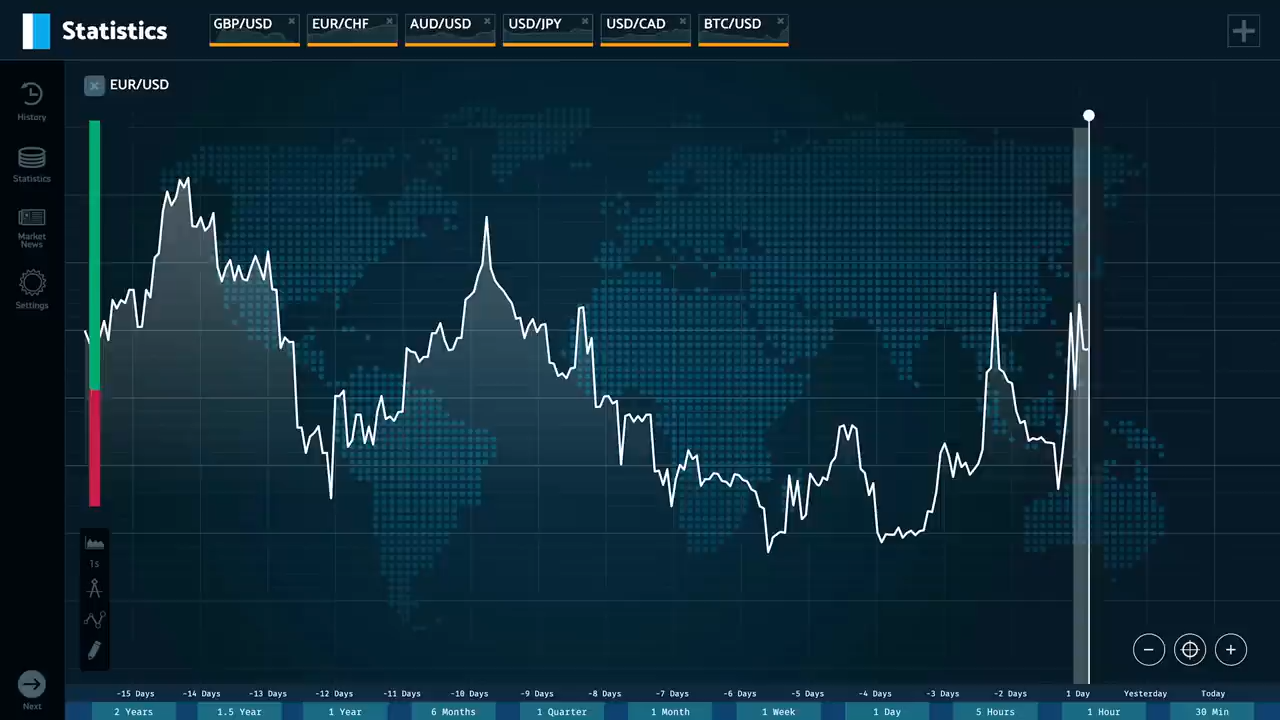 Statistics
GBP/USD
EUR/CHF
AUD/USD
USD/JPY
USD/CAD
BTC/USD
EUR/USD
History
Statistics
Market
News
Settings
1s
Next
-15 Days
-14 Days
-13 Days
-12 Days
-11 Days
-10 Days
-9 Days
-8 Days
-7 Days
-6 Days
-5 Days
-4 Days
-3 Days
-2 Days
1 Day
Yesterday
Today
2 Years
1.5 Year
1 Year
6 Months
1 Quarter
1 Month
1 Week
1 Day
5 Hours
1 Hour
30 Min